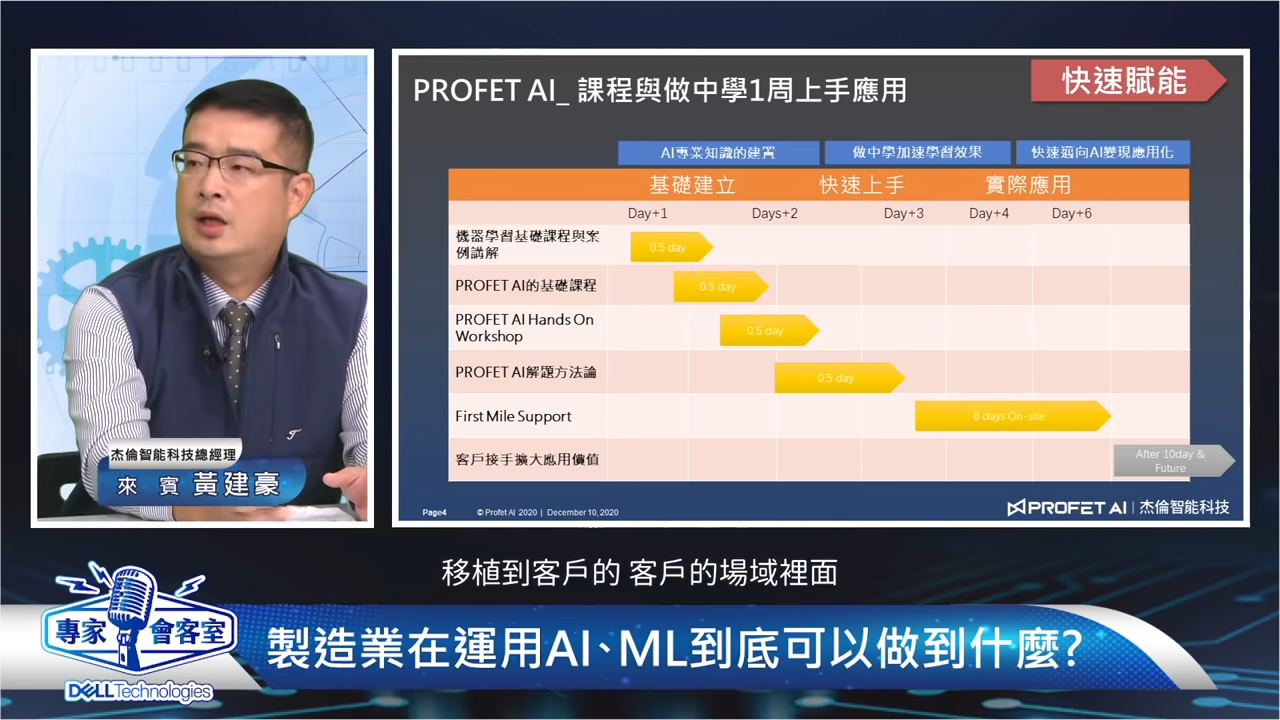 PROFET AI_ 課程與做中學1周上手應用
快速賦能
AI專業知識的建置
做中學加速學習效果
快速邁向AI變現應用化
基礎建立
快速上手
實際應用
Day+1
Days+2
Day+3
Day+4
Day+6
機器學習基礎課程與案
例講解
0.5 day
PROFET AI的基礎課程
0.5 day
PROFET AI Hands On
Workshop
0.5 day
PROFET AI解題方法論
0.5 day
First Mile Support
8 days On-site
客戶接手擴大應用價值
After 10day &
Future
Page4
© Profet AI 2020 | December 10, 2020
PROFET AI | 杰倫智能科技
杰倫智能科技總經理
來 賓 黃建豪
移植到客戶的 客戶的場域裡面
專家 會客室
DELLTechnologies
製造業在運用AI、ML到底可以做到什麼?